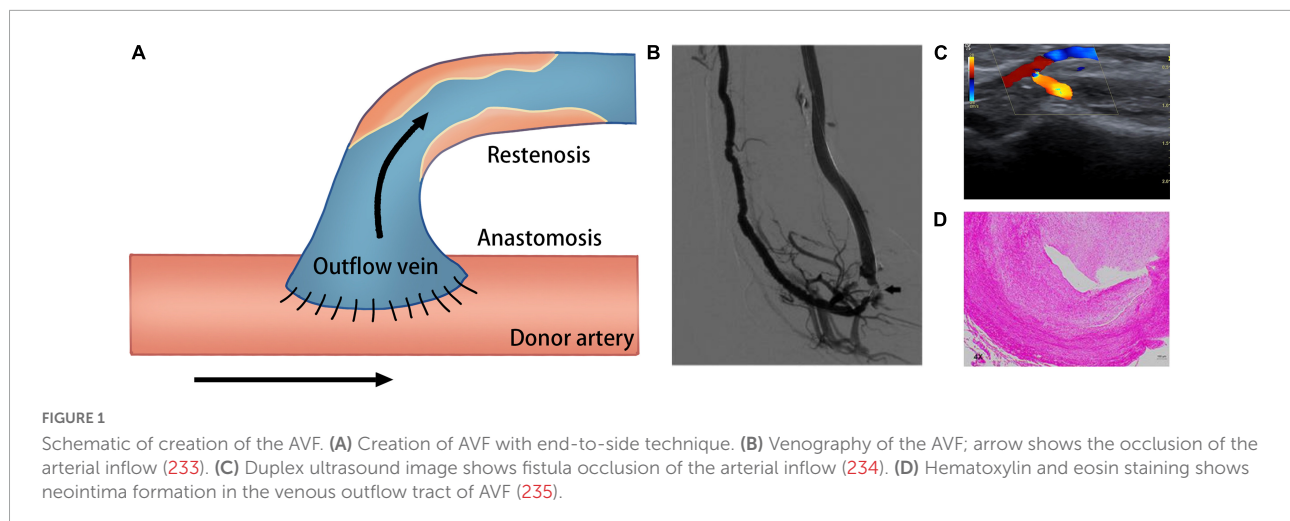 A
Restenosis
Anastomosis
Outflow vein
Donor artery
B
C
D
4X
FIGURE 1
Schematic of creation of the AVF. (A) Creation of AVF with end-to-side technique. (B) Venography of the AVF; arrow shows the occlusion of the
arterial inflow (233). (C) Duplex ultrasound image shows fistula occlusion of the arterial inflow (234). (D) Hematoxylin and eosin staining shows
neointima formation in the venous outflow tract of AVF (235).